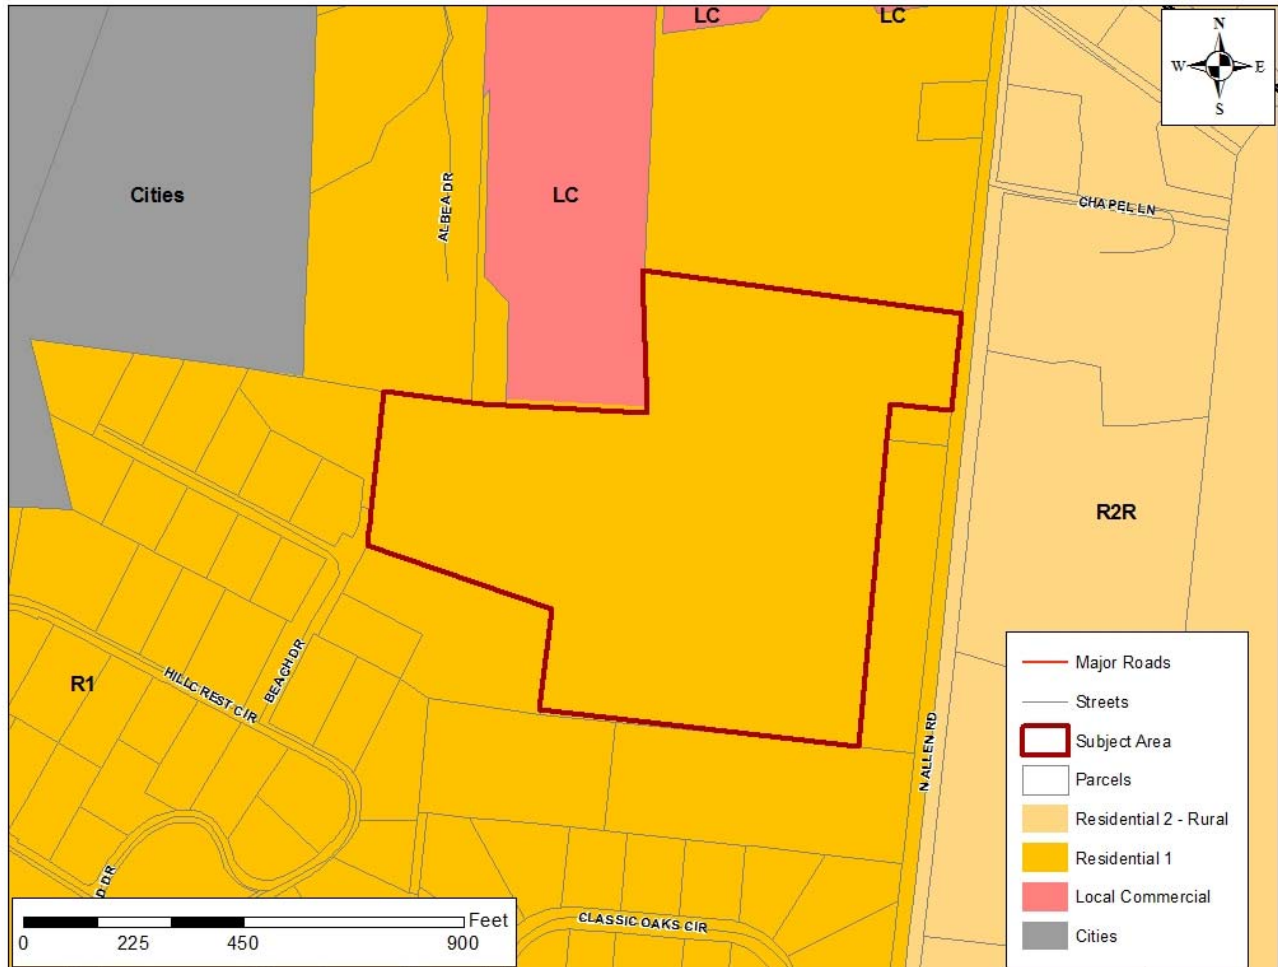 LC
LC
N
W E
S
Cities
ALBEA DR
LC
CHAPEL LN
R2R
R1
HILLCREST CIR
BEACH DR
N ALLEN RD
D DR
CLASSIC OAKS CIR
Major Roads
Streets
Subject Area
Parcels
Residential 2 - Rural
Residential 1
Local Commercial
Cities
Feet
0 225 450 900